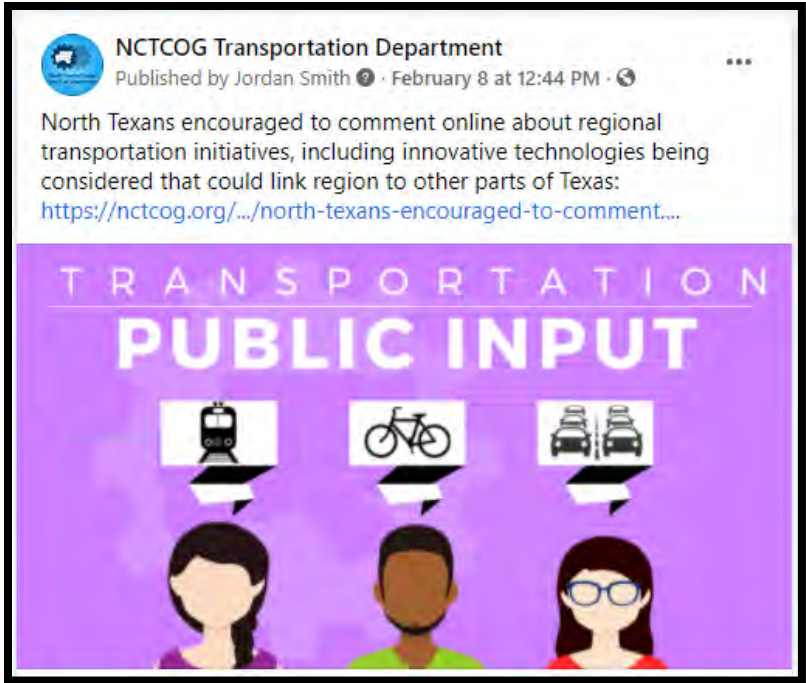 NCTCOG Transportation Department
Published by Jordan Smith · February 8 at 12:44 PM ·
North Texans encouraged to comment online about regional
transportation initiatives, including innovative technologies being
considered that could link region to other parts of Texas:
https://nctcog.org/.../north-texans-encouraged-to-comment....
TRANSPORTATION
PUBLIC INPUT